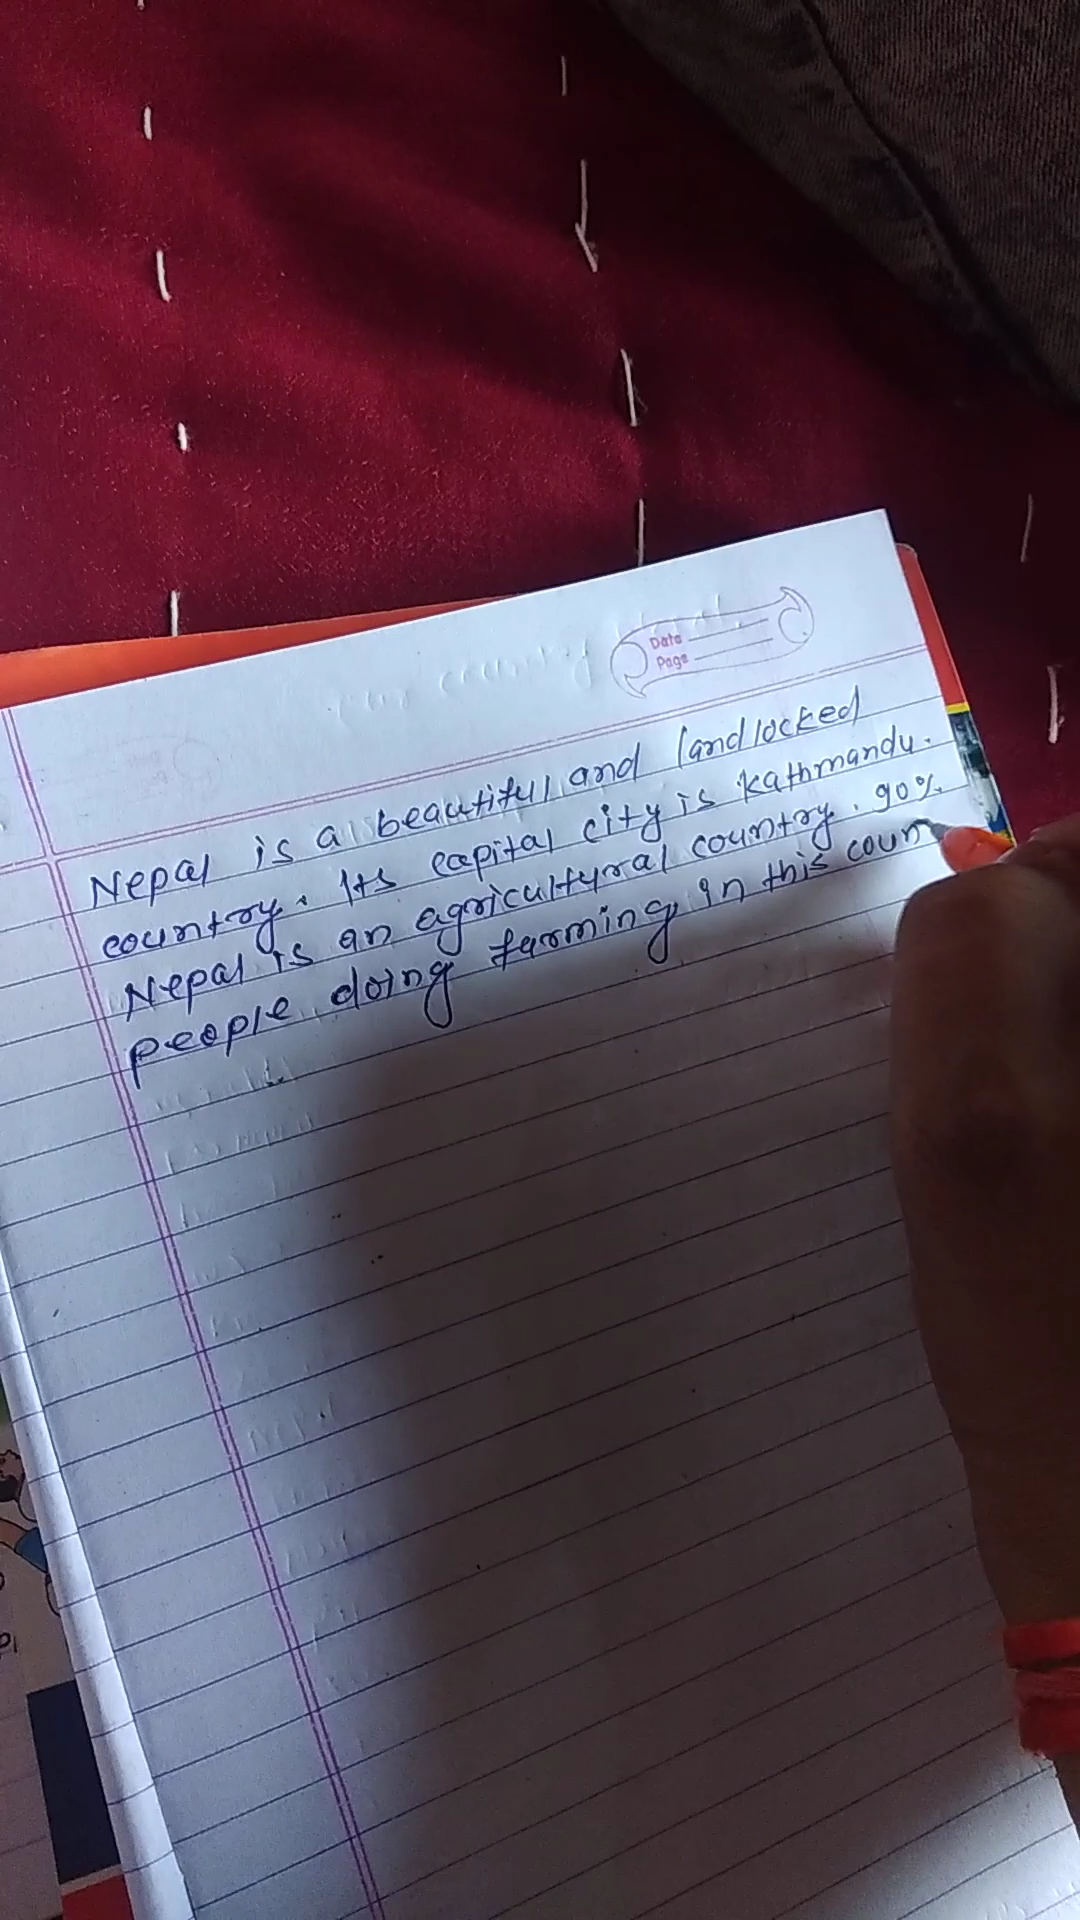 Date
Page
Nepal is a beautiful and landlocked
country. Its capital city is kathmandu.
Nepal is an agricultural country. 90%
people doing farming in this coun